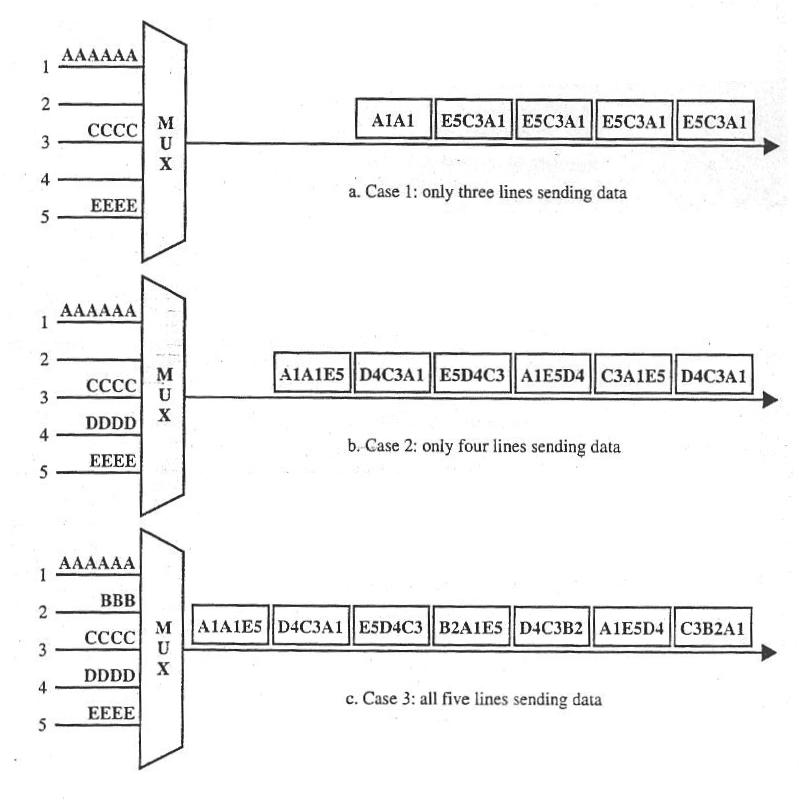 AAAAAA
1
2
CCCC
3
4
EEEE
5
MUX
A1A1 E5C3A1 E5C3A1 E5C3A1 E5C3A1
a. Case 1: only three lines sending data
AAAAAA
1
2
CCCC
3
DDDD
4
EEEE
5
MUX
A1A1E5 D4C3A1 E5D4C3 A1E5D4 C3A1E5 D4C3A1
b. Case 2: only four lines sending data
AAAAAA
1
BBB
2
CCCC
3
DDDD
4
EEEE
5
MUX
A1A1E5 D4C3A1 E5D4C3 B2A1E5 D4C3B2 A1E5D4 C3B2A1
c. Case 3: all five lines sending data